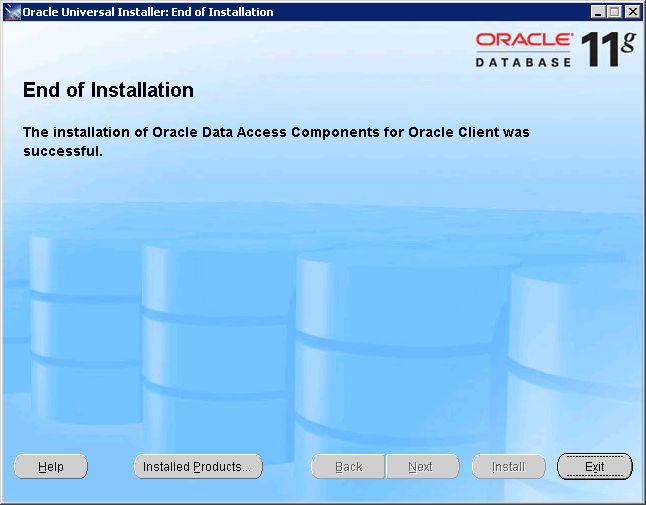 Oracle Universal Installer: End of Installation
ORACLE
DATABASE 11g
End of Installation
The installation of Oracle Data Access Components for Oracle Client was
successful.
Help Installed Products... Back Next Install Exit